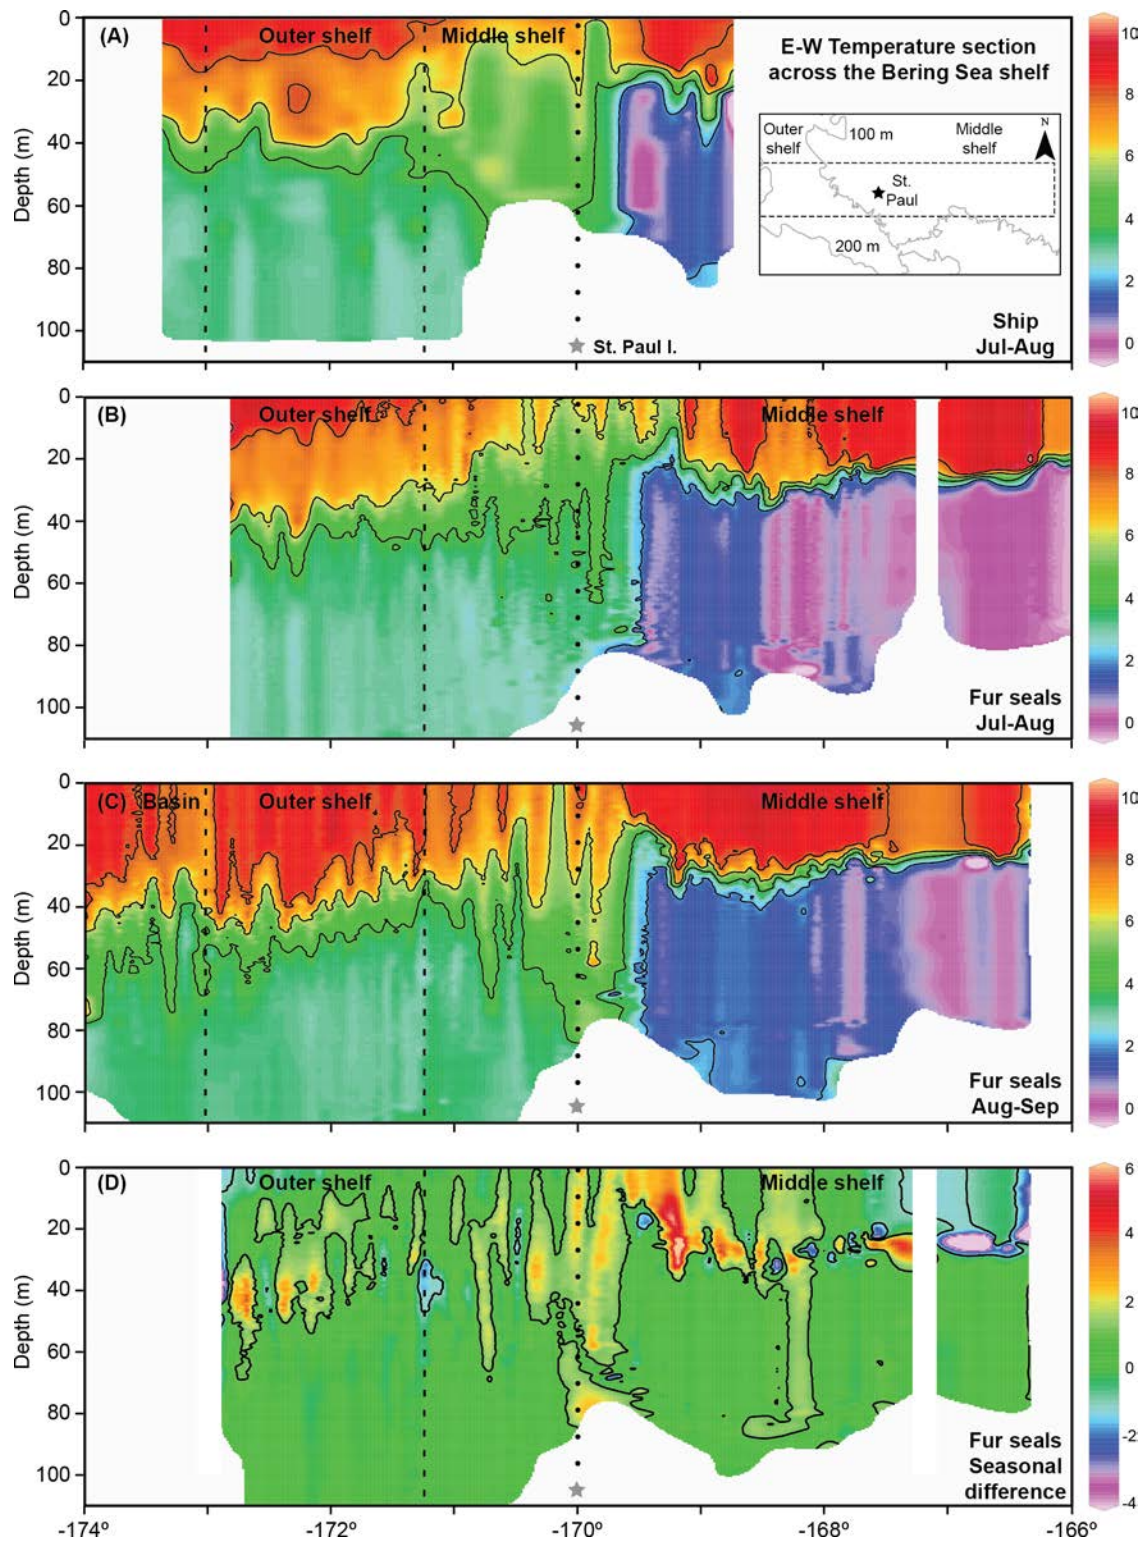 (A)
Outer shelf
Middle shelf
E-W Temperature section
across the Bering Sea shelf
Outer
shelf
100 m
Middle
shelf
N
St.
Paul
200 m
St. Paul I.
Ship
Jul-Aug
Depth (m)
0
20
40
60
80
100
10
8
6
4
2
0
(B)
Outer shelf
Middle shelf
Fur seals
Jul-Aug
Depth (m)
0
20
40
60
80
100
10
8
6
4
2
0
(C)
Basin
Outer shelf
Middle shelf
Fur seals
Aug-Sep
Depth (m)
0
20
40
60
80
100
10
8
6
4
2
0
(D)
Outer shelf
Middle shelf
Fur seals
Seasonal
difference
Depth (m)
0
20
40
60
80
100
6
4
2
0
-2
-4
-174º
-172º
-170º
-168º
-166º